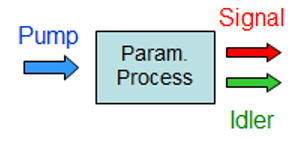 Signal
Pump
Param.
Process
Idler